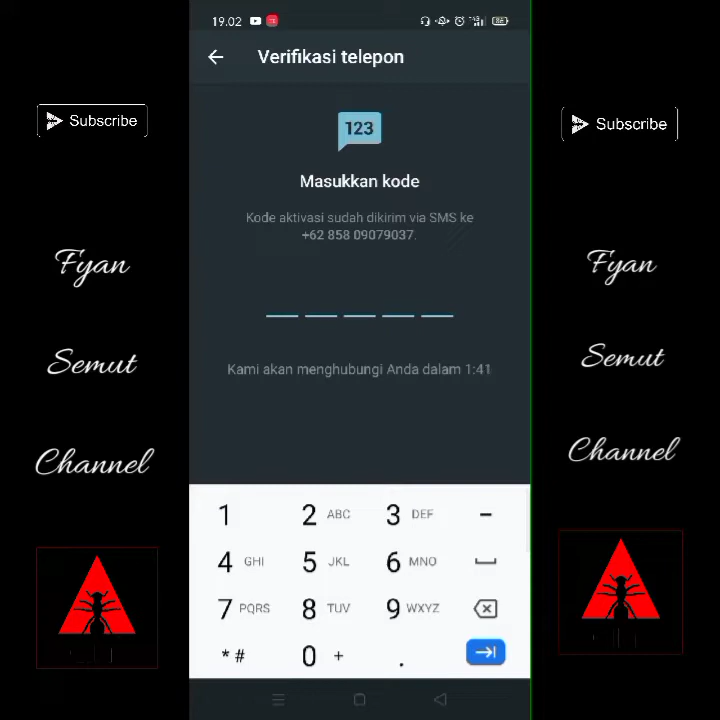 19.02
86
Verifikasi telepon
Subscribe
Subscribe
123
Masukkan kode
Kode aktivasi sudah dikirim via SMS ke
+62 858 09079037.
Fyan
Semut
Channel
Fyan
Semut
Channel
Kami akan menghubungi Anda dalam 1:41
1 2 ABC 3 DEF -
4 GHI 5 JKL 6 MNO
7 PQRS 8 TUV 9 WXYZ
* # 0 + .